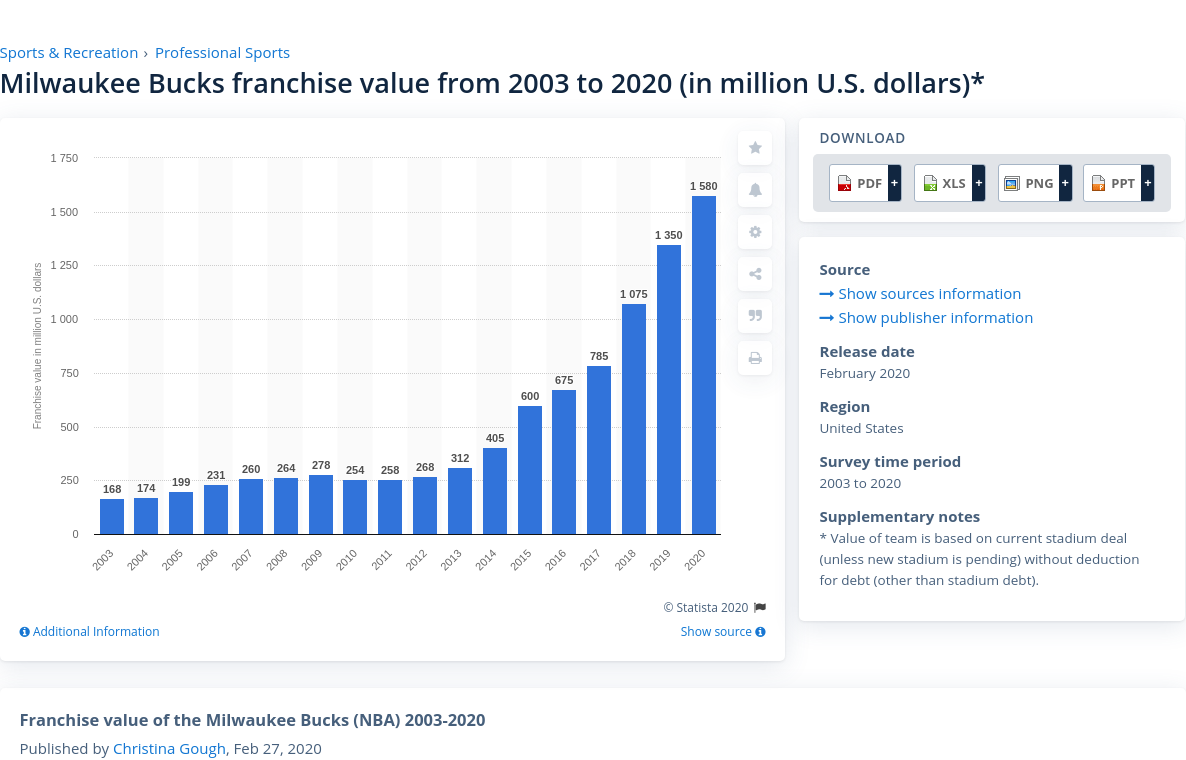 Sports & Recreation › Professional Sports
Milwaukee Bucks franchise value from 2003 to 2020 (in million U.S. dollars)*
DOWNLOAD
PDF + XLS + PNG + PPT +
1 750
1 500
1 250
1 000
750
500
250
0
Franchise value in million U.S. dollars
168 174 199 231 260 264 278 254 258 268 312 405 600 675 785 1 075 1 350 1 580
2003 2004 2005 2006 2007 2008 2009 2010 2011 2012 2013 2014 2015 2016 2017 2018 2019 2020
© Statista 2020
Additional Information
Show source
Source
Show sources information
Show publisher information
Release date
February 2020
Region
United States
Survey time period
2003 to 2020
Supplementary notes
* Value of team is based on current stadium deal
(unless new stadium is pending) without deduction
for debt (other than stadium debt).
Franchise value of the Milwaukee Bucks (NBA) 2003-2020
Published by Christina Gough, Feb 27, 2020